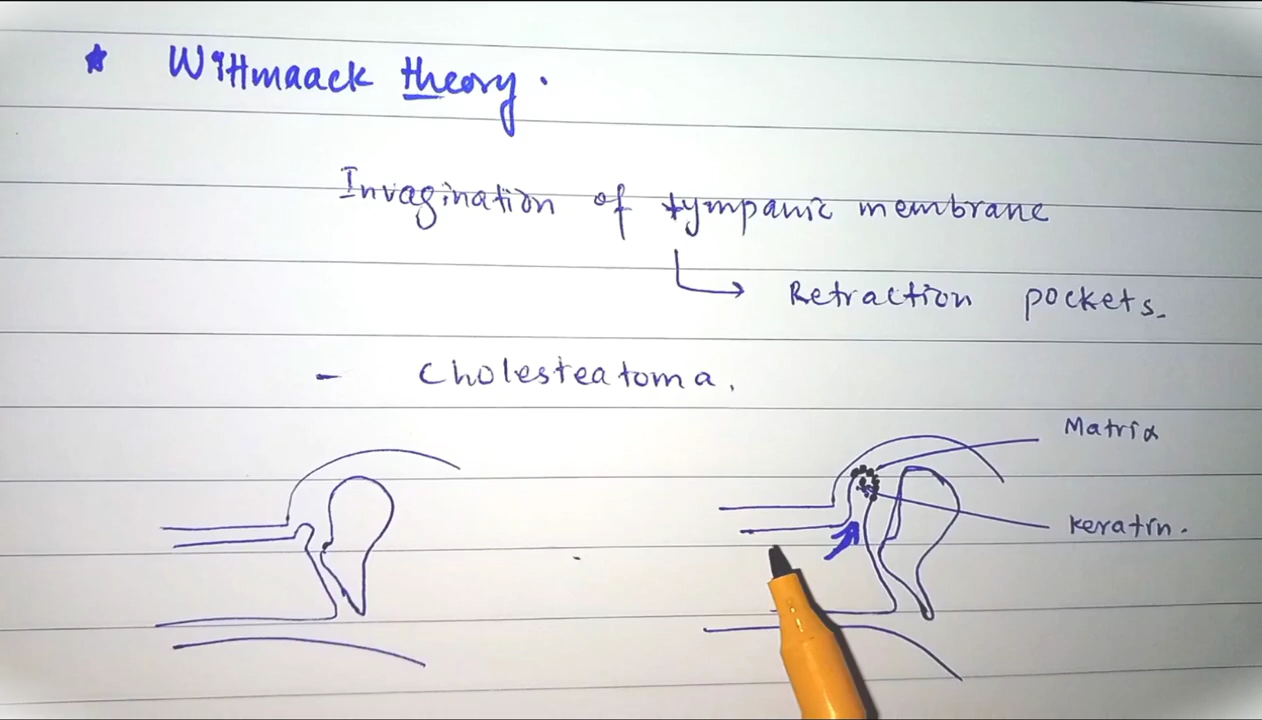 ★ Wittmaack theory.
Invagination of tympanic membrane
↳ Retraction pockets.
- Cholesteatoma.
Matrix
Keratin.